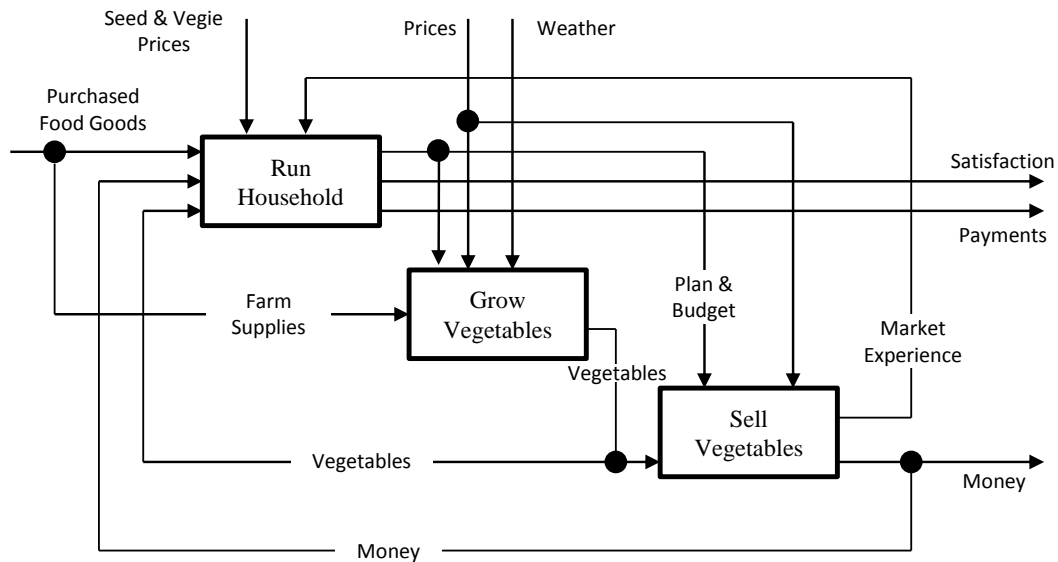 Seed & Vegie
Prices
Prices
Weather
Purchased
Food Goods
Run
Household
Satisfaction
Payments
Farm
Supplies
Grow
Vegetables
Plan &
Budget
Market
Experience
Vegetables
Sell
Vegetables
Vegetables
Money
Money